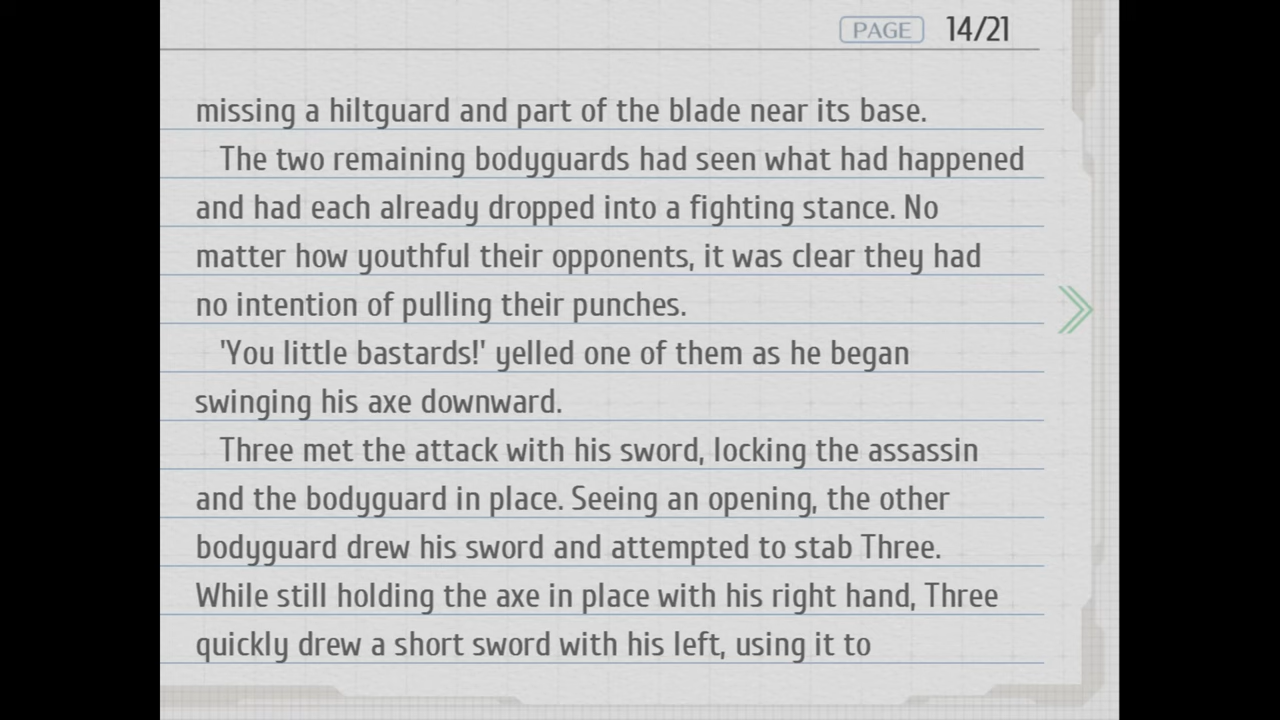 PAGE 14/21
missing a hiltguard and part of the blade near its base.
The two remaining bodyguards had seen what had happened
and had each already dropped into a fighting stance. No
matter how youthful their opponents, it was clear they had
no intention of pulling their punches.
'You little bastards!' yelled one of them as he began
swinging his axe downward.
Three met the attack with his sword, locking the assassin
and the bodyguard in place. Seeing an opening, the other
bodyguard drew his sword and attempted to stab Three.
While still holding the axe in place with his right hand, Three
quickly drew a short sword with his left, using it to